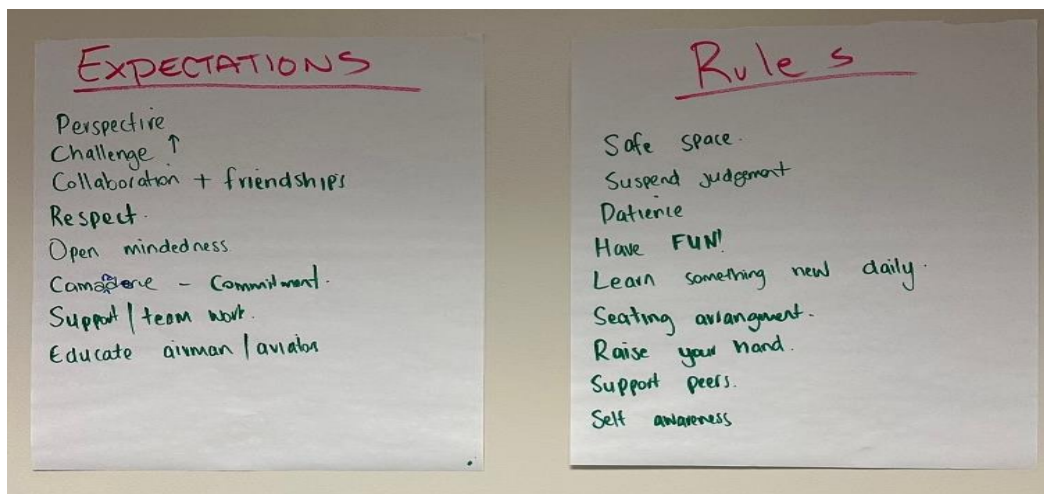 EXPECTATIONS
Perspective
Challenge ↑
Collaboration + friendships
Respect.
Open mindedness
- Commitment.
Support / team work.
Educate airman / aviator
Rules
Safe space.
Suspend judgement
Patience
Have FUN!
Learn something new daily.
Seating arrangment.
Raise your hand.
Support peers.
Self awareness